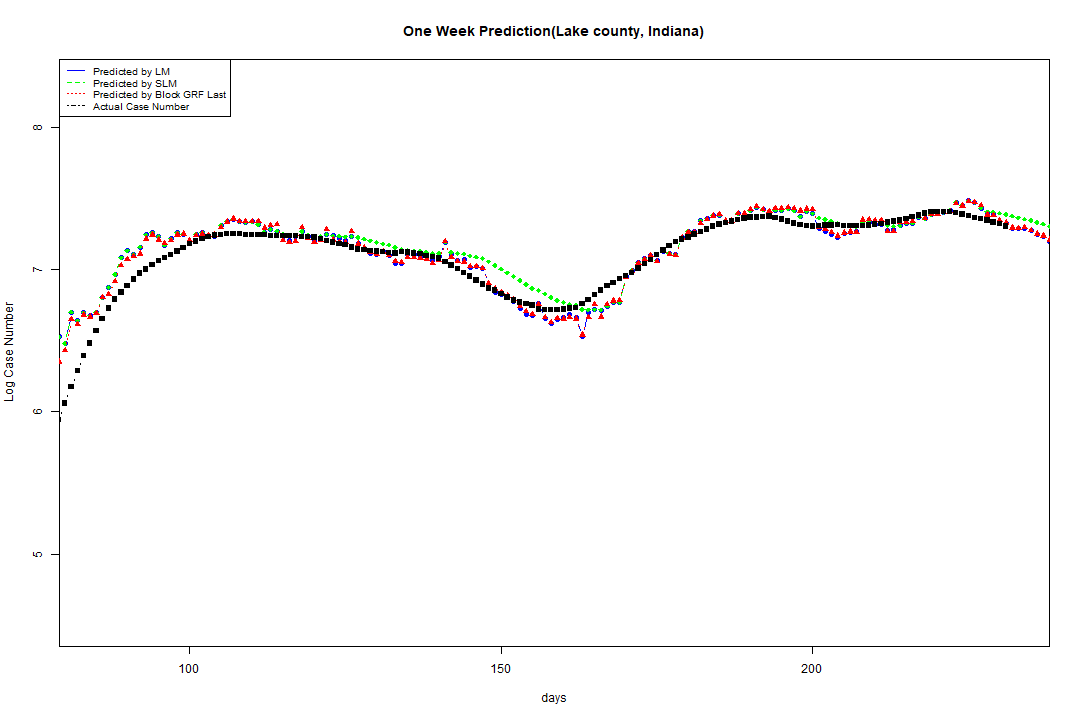 One Week Prediction(Lake county, Indiana)
Predicted by LM
Predicted by SLM
Predicted by Block GRF Last
Actual Case Number
8
7
6
5
Log Case Number
100 150 200
days